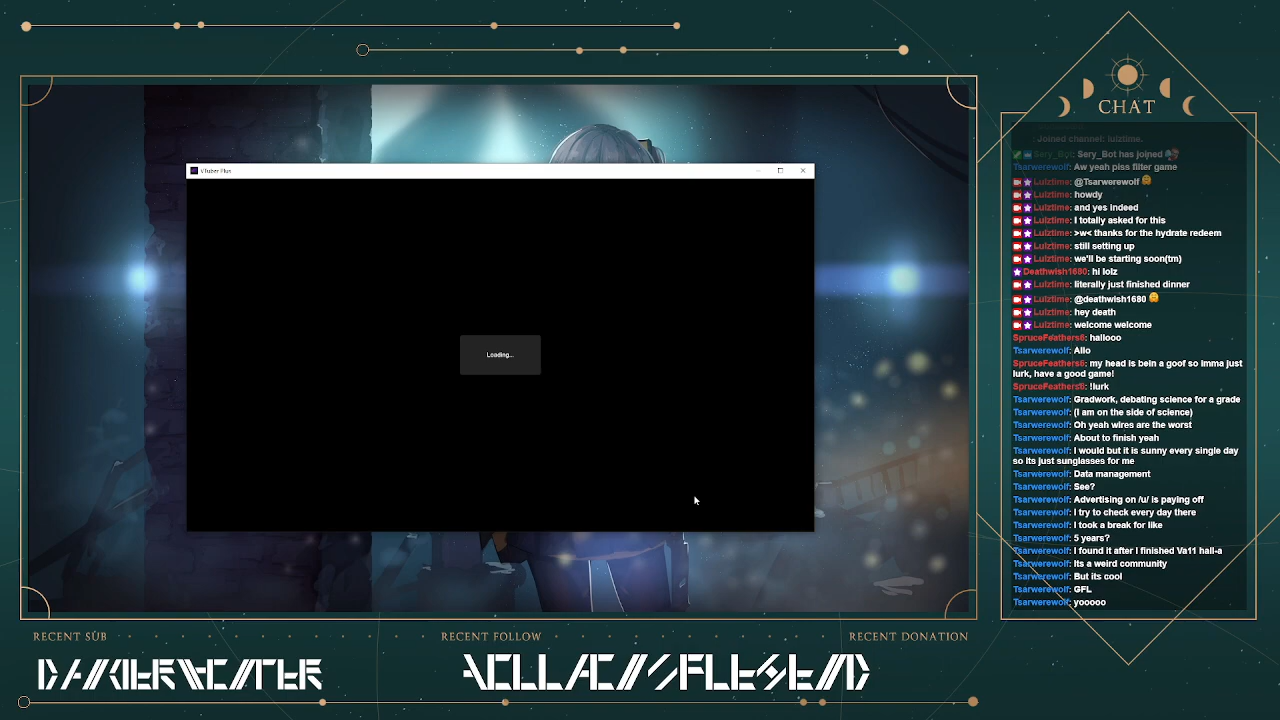 VTuber Plus
Loading...
CHAT
Joined channel: lulztime.
Sery_Bot: Sery_Bot has joined
Tsarwerewolf: Aw yeah piss filter game
Lulztime: @Tsarwerewolf
Lulztime: howdy
Lulztime: and yes indeed
Lulztime: I totally asked for this
Lulztime: >w< thanks for the hydrate redeem
Lulztime: still setting up
Lulztime: we'll be starting soon(tm)
Deathwish1680: hi lolz
Lulztime: literally just finished dinner
Lulztime: @deathwish1680
Lulztime: hey death
Lulztime: welcome welcome
SpruceFeathers6: hallooo
Tsarwerewolf: Allo
SpruceFeathers6: my head is bein a goof so imma just
lurk, have a good game!
SpruceFeathers6: !lurk
Tsarwerewolf: Gradwork, debating science for a grade
Tsarwerewolf: (I am on the side of science)
Tsarwerewolf: Oh yeah wires are the worst
Tsarwerewolf: About to finish yeah
Tsarwerewolf: I would but it is sunny every single day
so its just sunglasses for me
Tsarwerewolf: Data management
Tsarwerewolf: See?
Tsarwerewolf: Advertising on /u/ is paying off
Tsarwerewolf: I try to check every day there
Tsarwerewolf: I took a break for like
Tsarwerewolf: 5 years?
Tsarwerewolf: I found it after I finished Va11 hall-a
Tsarwerewolf: Its a weird community
Tsarwerewolf: But its cool
Tsarwerewolf: GFL
Tsarwerewolf: yooooo
RECENT SUB
RECENT FOLLOW
RECENT DONATION